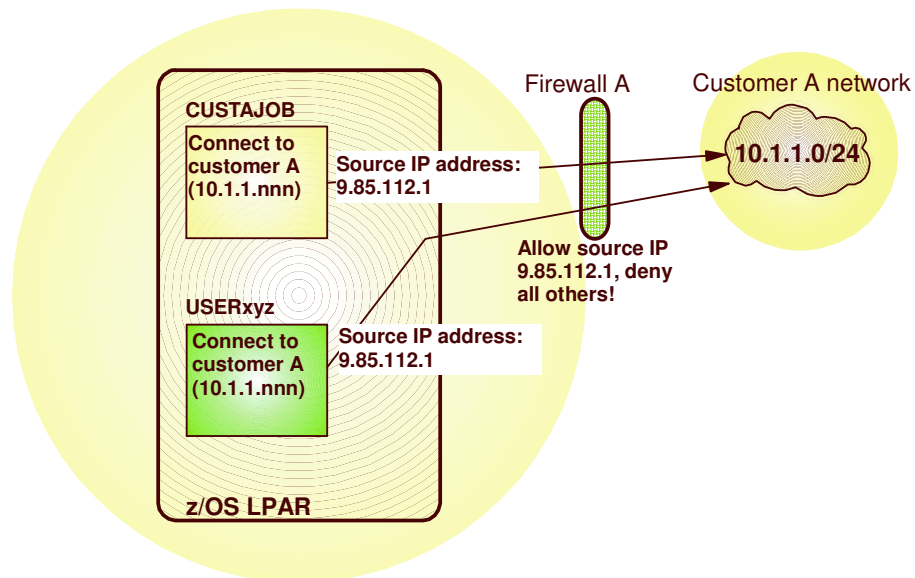 Firewall A
Customer A network
CUSTAJOB
Connect to
customer A
(10.1.1.nnn)
Source IP address:
9.85.112.1
10.1.1.0/24
Allow source IP
9.85.112.1, deny
all others!
USERxyz
Connect to
customer A
(10.1.1.nnn)
Source IP address:
9.85.112.1
z/OS LPAR